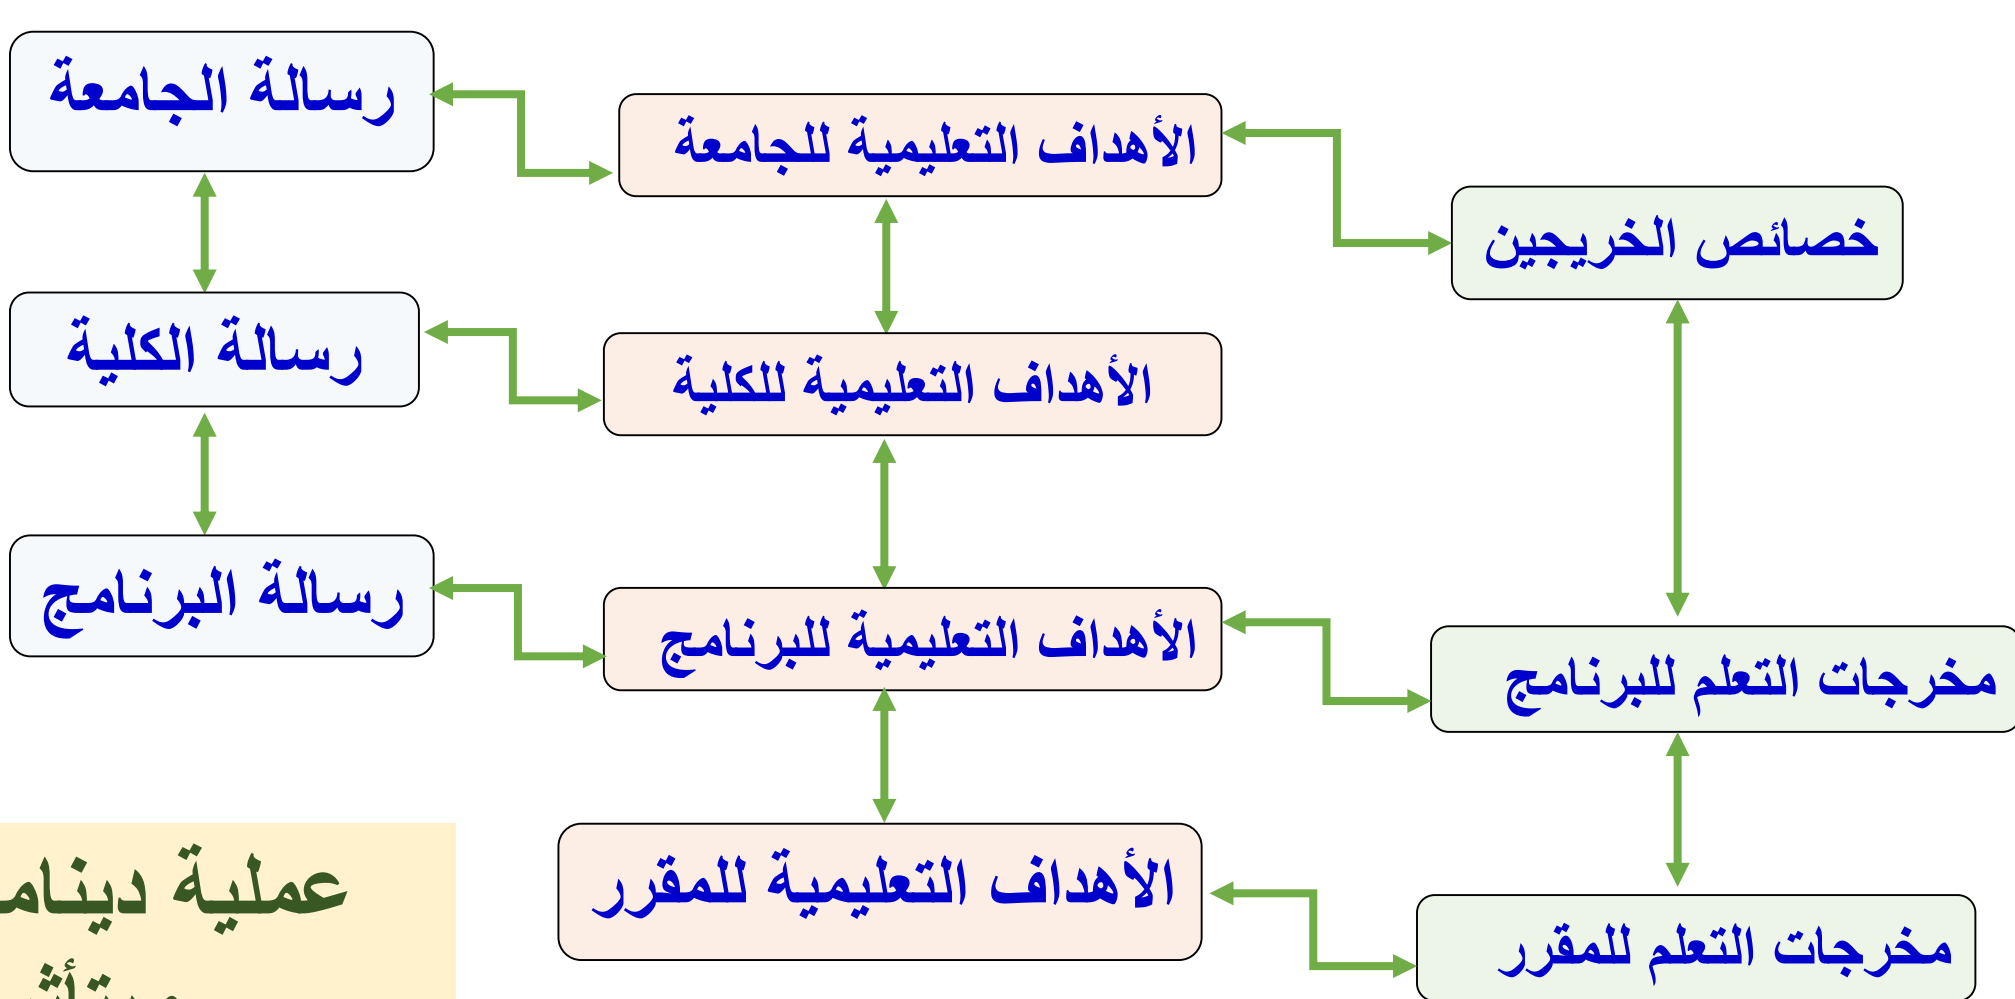 رسالة الجامعة
الأهداف التعليمية للجامعة
خصائص الخريجين
رسالة الكلية
الأهداف التعليمية للكلية
رسالة البرنامج
الأهداف التعليمية للبرنامج
مخرجات التعلم للبرنامج
الأهداف التعليمية للمقرر
مخرجات التعلم للمقرر
عملية